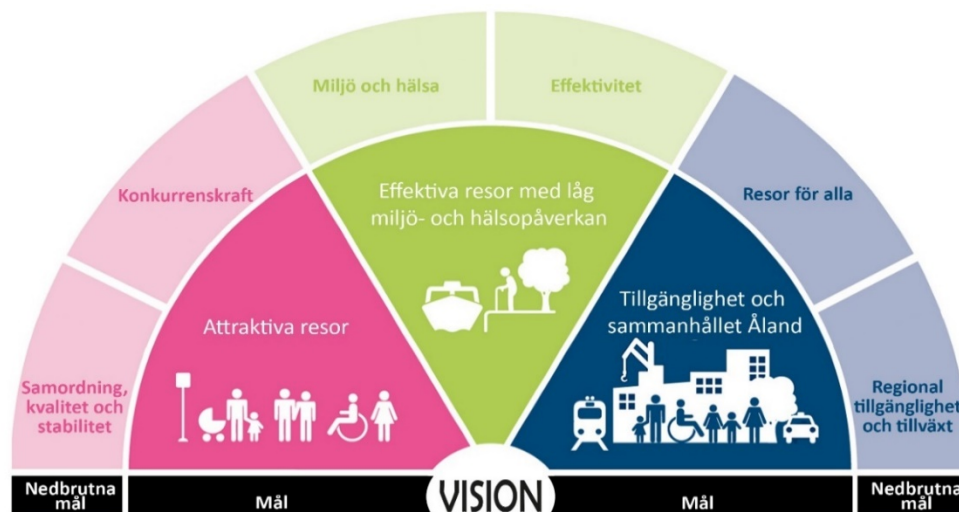 Miljö och hälsa
Effektivitet
Konkurrenskraft
Effektiva resor med låg
miljö- och hälsopåverkan
Resor för alla
Attraktiva resor
Tillgänglighet och
sammanhållet Åland
Samordning,
kvalitet och
stabilitet
Regional
tillgänglighet
och tillväxt
Nedbrutna
mål
Mål
VISION
Mål
Nedbrutna
mål